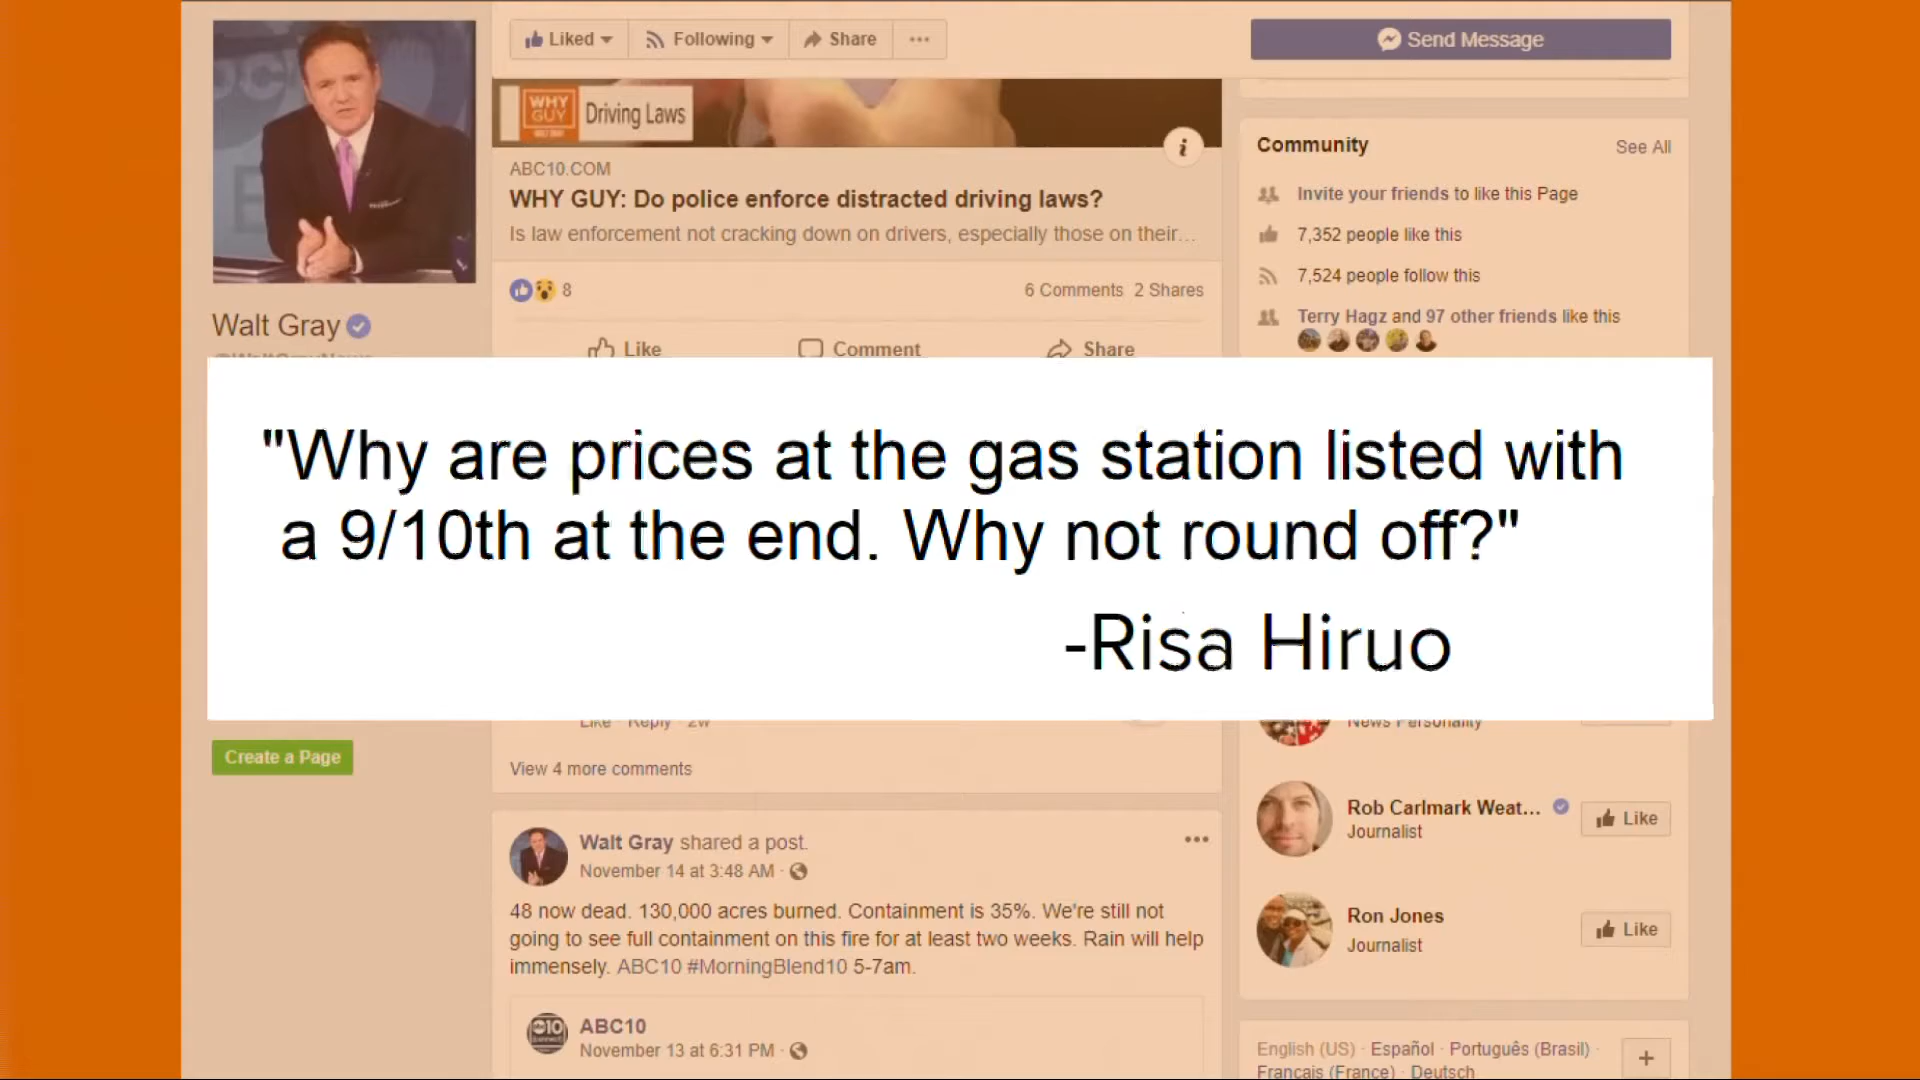 Liked
Following
Share
Send Message
WHY GUY
Driving Laws
ABC10.COM
WHY GUY: Do police enforce distracted driving laws?
Is law enforcement not cracking down on drivers, especially those on their...
8
6 Comments 2 Shares
Like
Comment
Share
Walt Gray
Community
See All
Invite your friends to like this Page
7,352 people like this
7,524 people follow this
Terry Hagz and 97 other friends like this
"Why are prices at the gas station listed with
a 9/10th at the end. Why not round off?"
-Risa Hiruo
Like · Reply · 2w
View 4 more comments
Create a Page
Walt Gray shared a post.
November 14 at 3:48 AM ·
48 now dead. 130,000 acres burned. Containment is 35%. We're still not
going to see full containment on this fire for at least two weeks. Rain will help
immensely. ABC10 #MorningBlend10 5-7am.
ABC10
November 13 at 6:31 PM ·
News Personality
Rob Carlmark Weat...
Journalist
Like
Ron Jones
Journalist
Like
English (US) · Español · Português (Brasil) ·
Français (France) · Deutsch